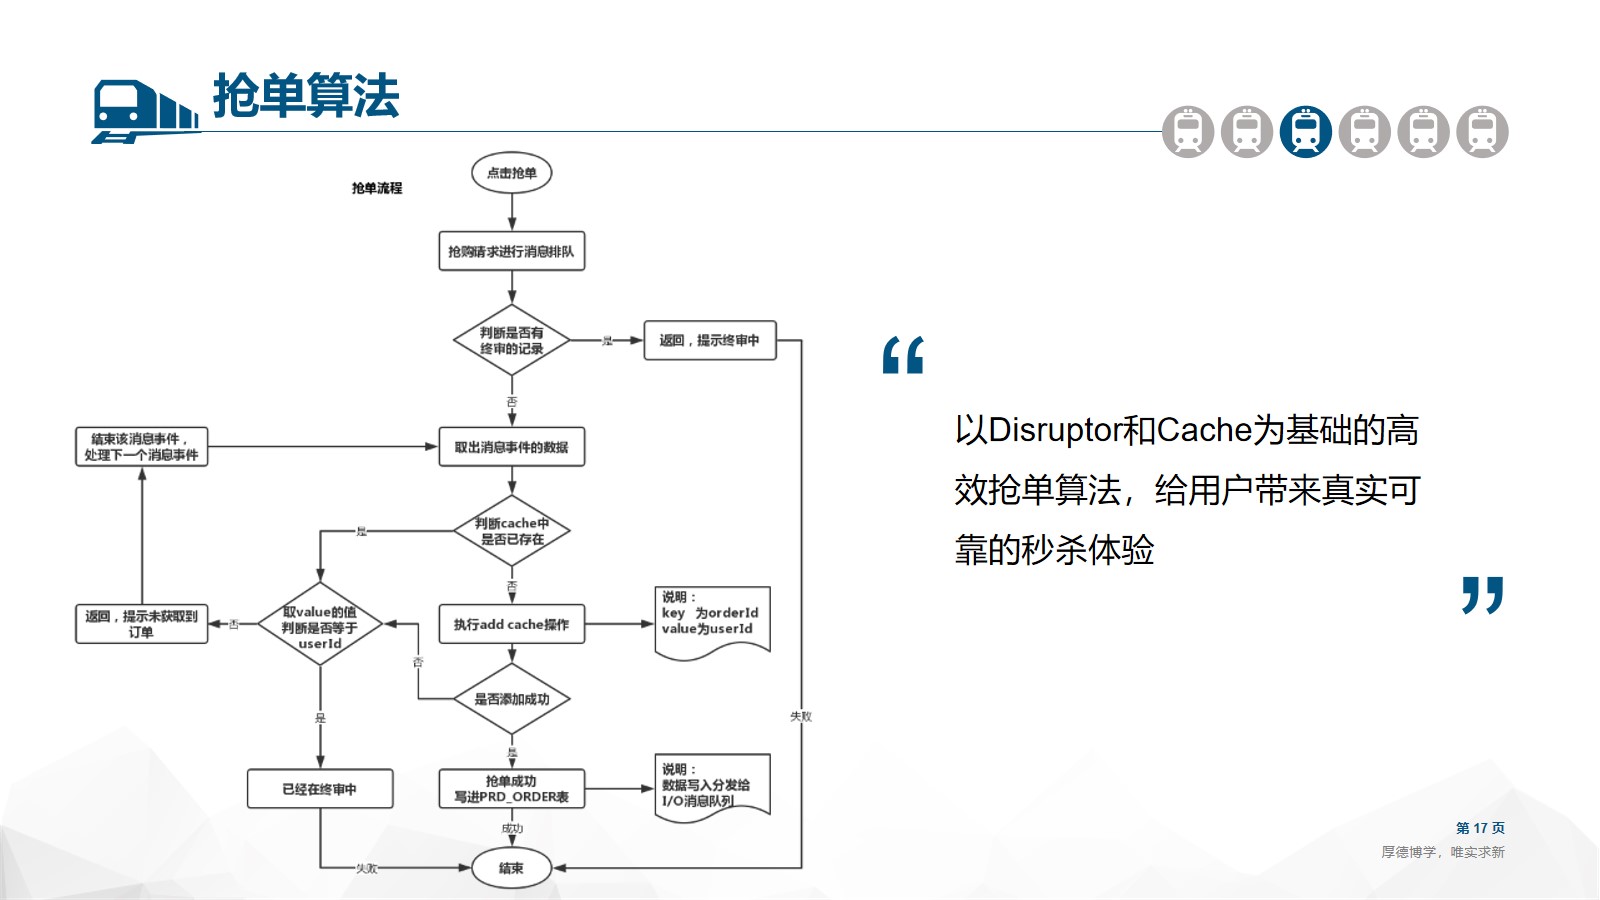 抢单算法
抢单流程
点击抢单
抢购请求进行消息排队
判断是否有
终审的记录
是
返回，提示终审中
否
结束该消息事件，
处理下一个消息事件
取出消息事件的数据
判断cache中
是否已存在
是
否
返回，提示未获取到
订单
否
取value的值
判断是否等于
userId
执行add cache操作
说明：
key 为orderId
value为userId
否
是否添加成功
是
是
失败
已经在终审中
抢单成功
写进PRD_ORDER表
说明：
数据写入分发给
I/O消息队列
成功
失败
结束
“
以Disruptor和Cache为基础的高
效抢单算法，给用户带来真实可
靠的秒杀体验
”
第 17 页
厚德博学，唯实求新